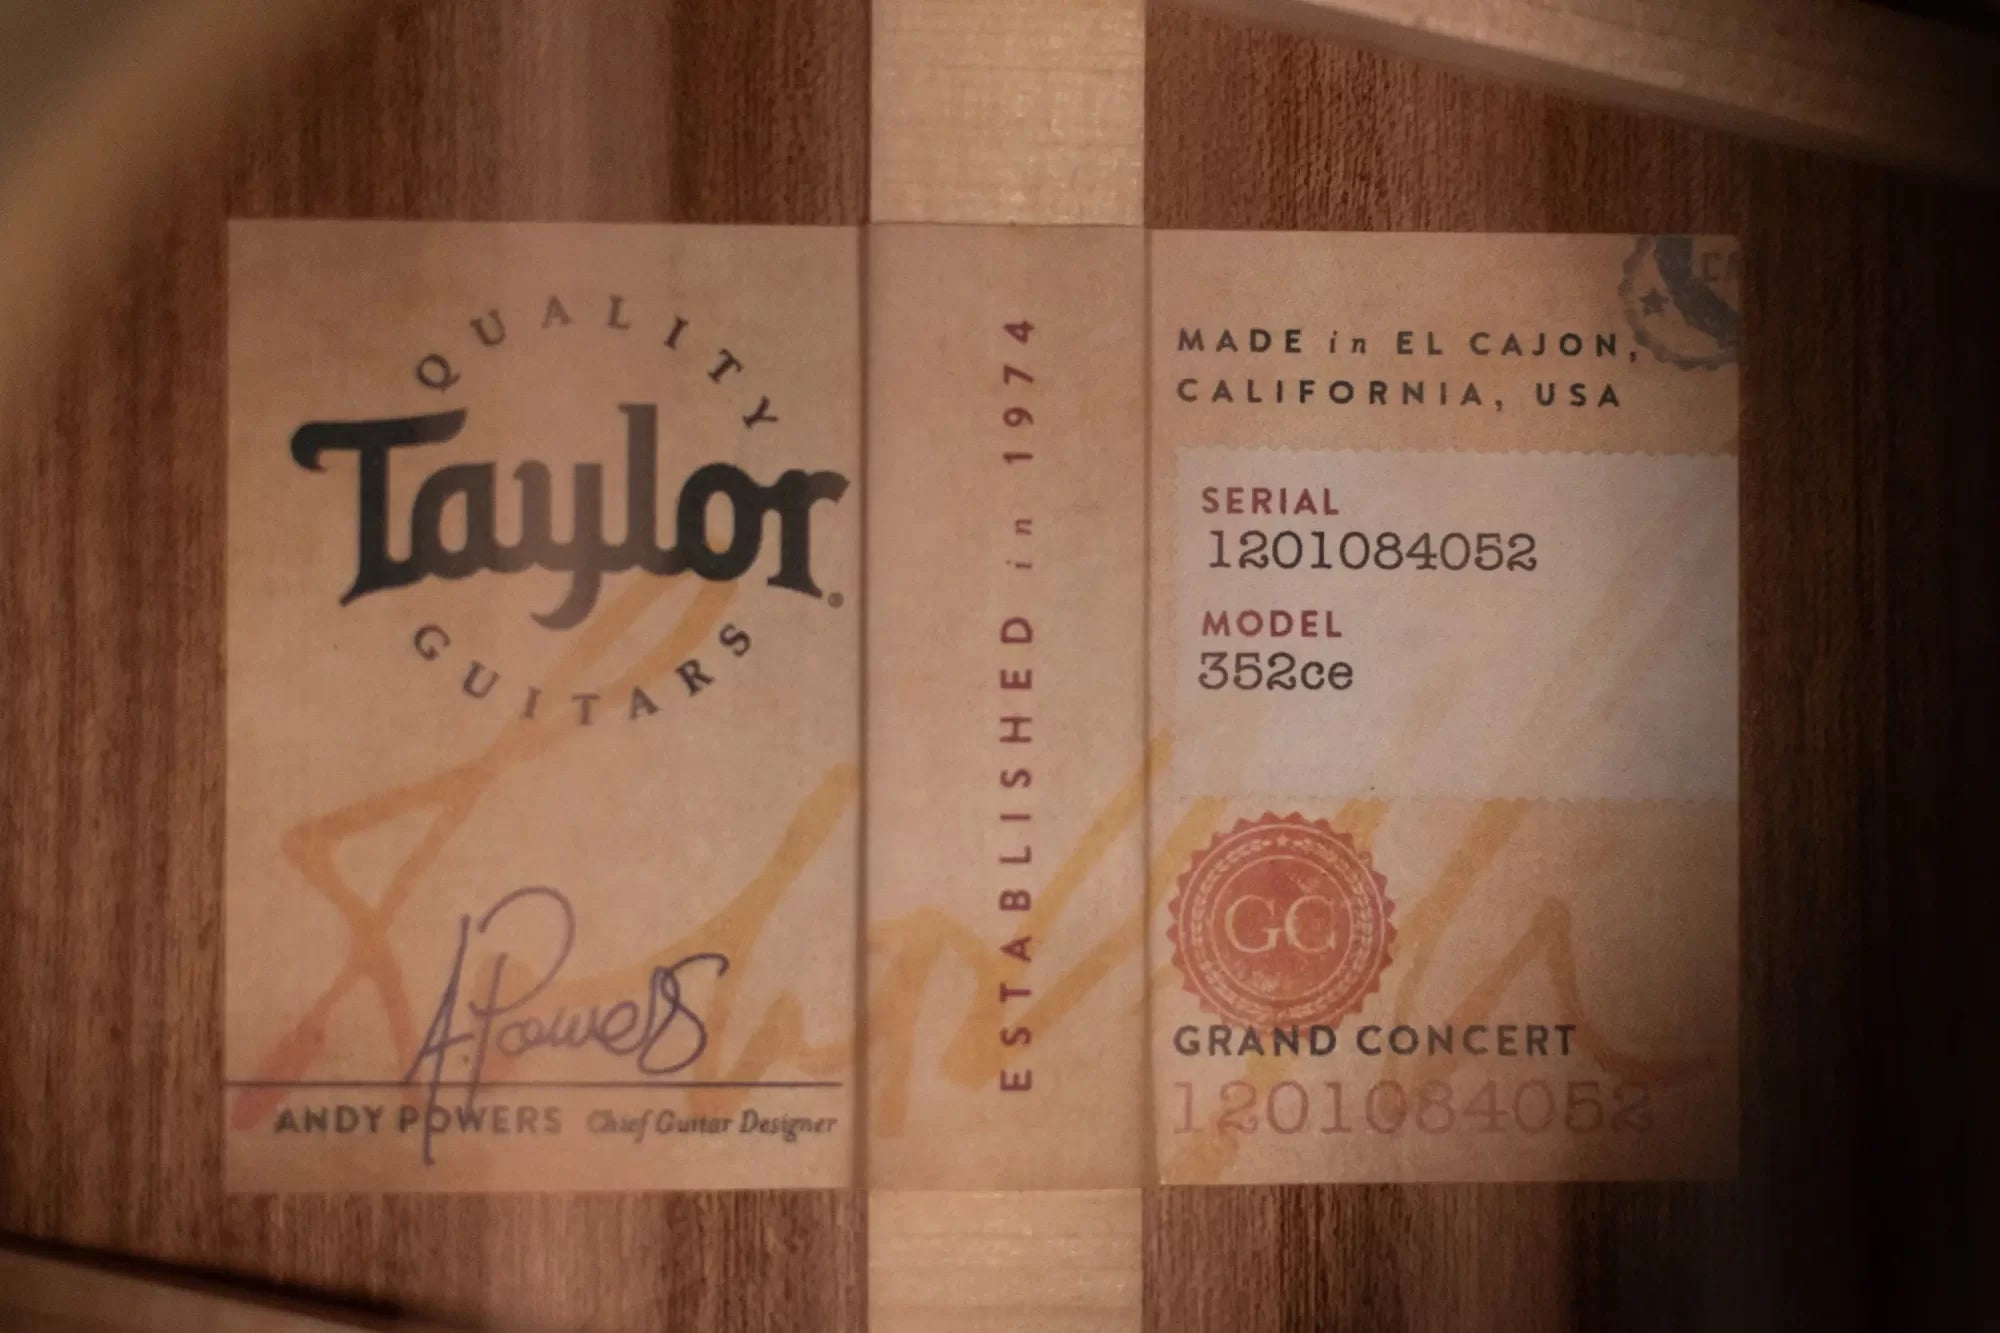 QUALITY
Taylor®
GUITARS
A. Powers
ANDY POWERS Chief Guitar Designer
ESTABLISHED in 1974
MADE in EL CAJON,
CALIFORNIA, USA
SERIAL
1201084052
MODEL
352ce
GC
GRAND CONCERT
1201084052